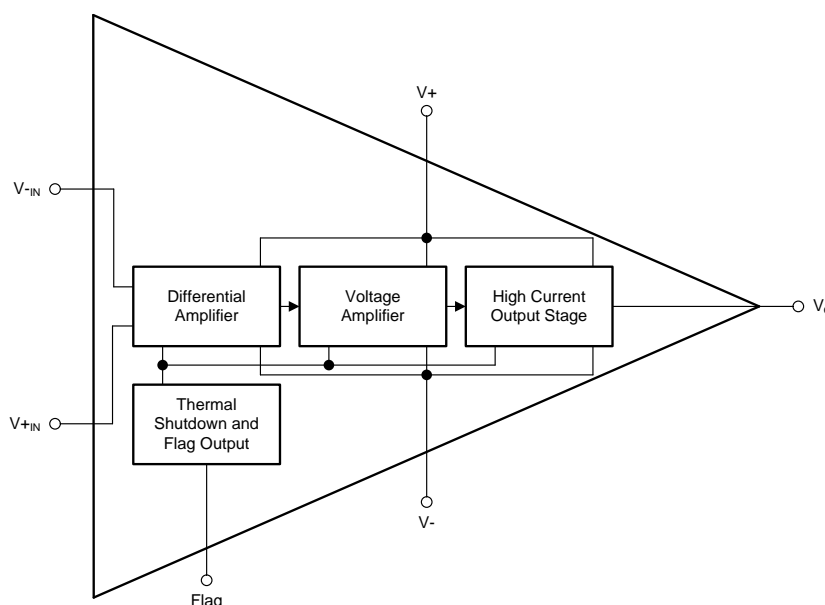 V+
V-IN
Differential
Amplifier
Voltage
Amplifier
High Current
Output Stage
V+IN
Thermal
Shutdown and
Flag Output
V-
Flag